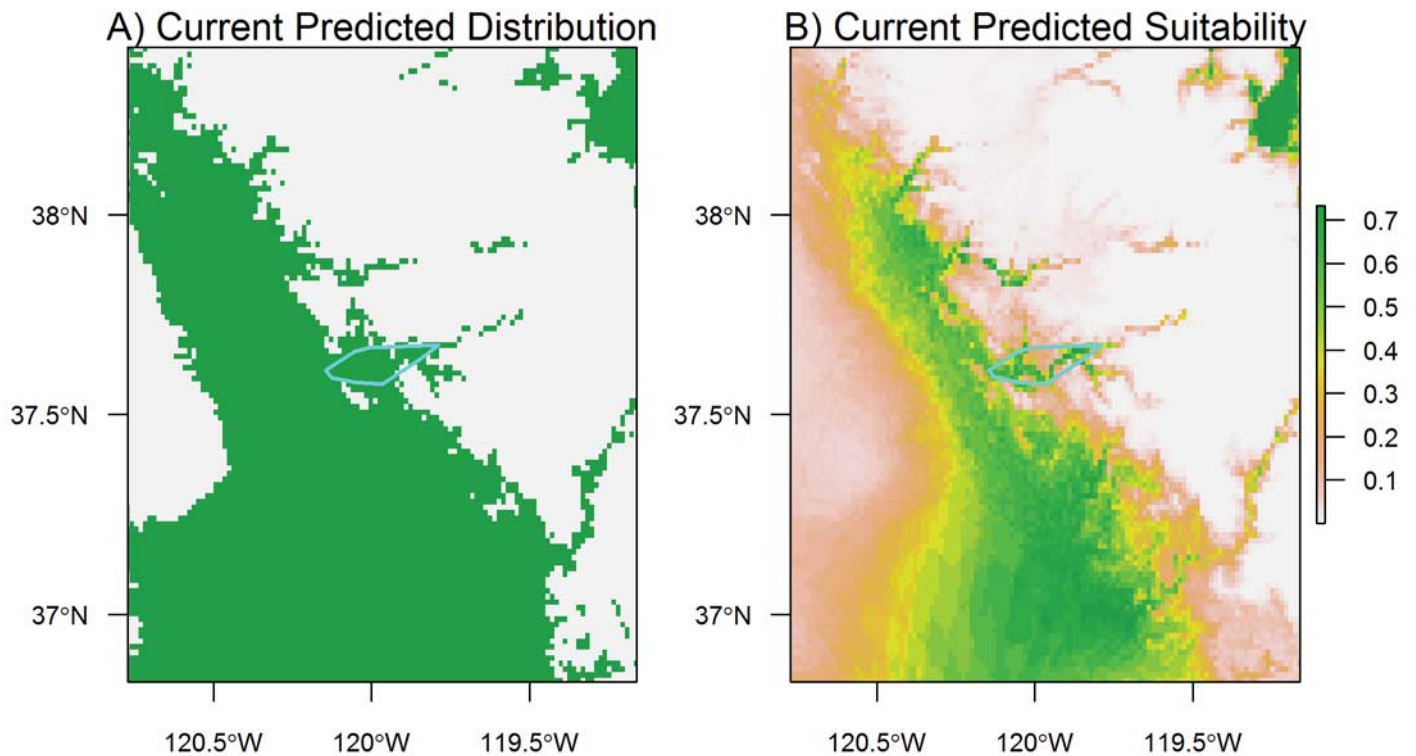 A) Current Predicted Distribution
B) Current Predicted Suitability
38°N
37.5°N
37°N
120.5°W
120°W
119.5°W
38°N
37.5°N
37°N
120.5°W
120°W
119.5°W
0.7
0.6
0.5
0.4
0.3
0.2
0.1